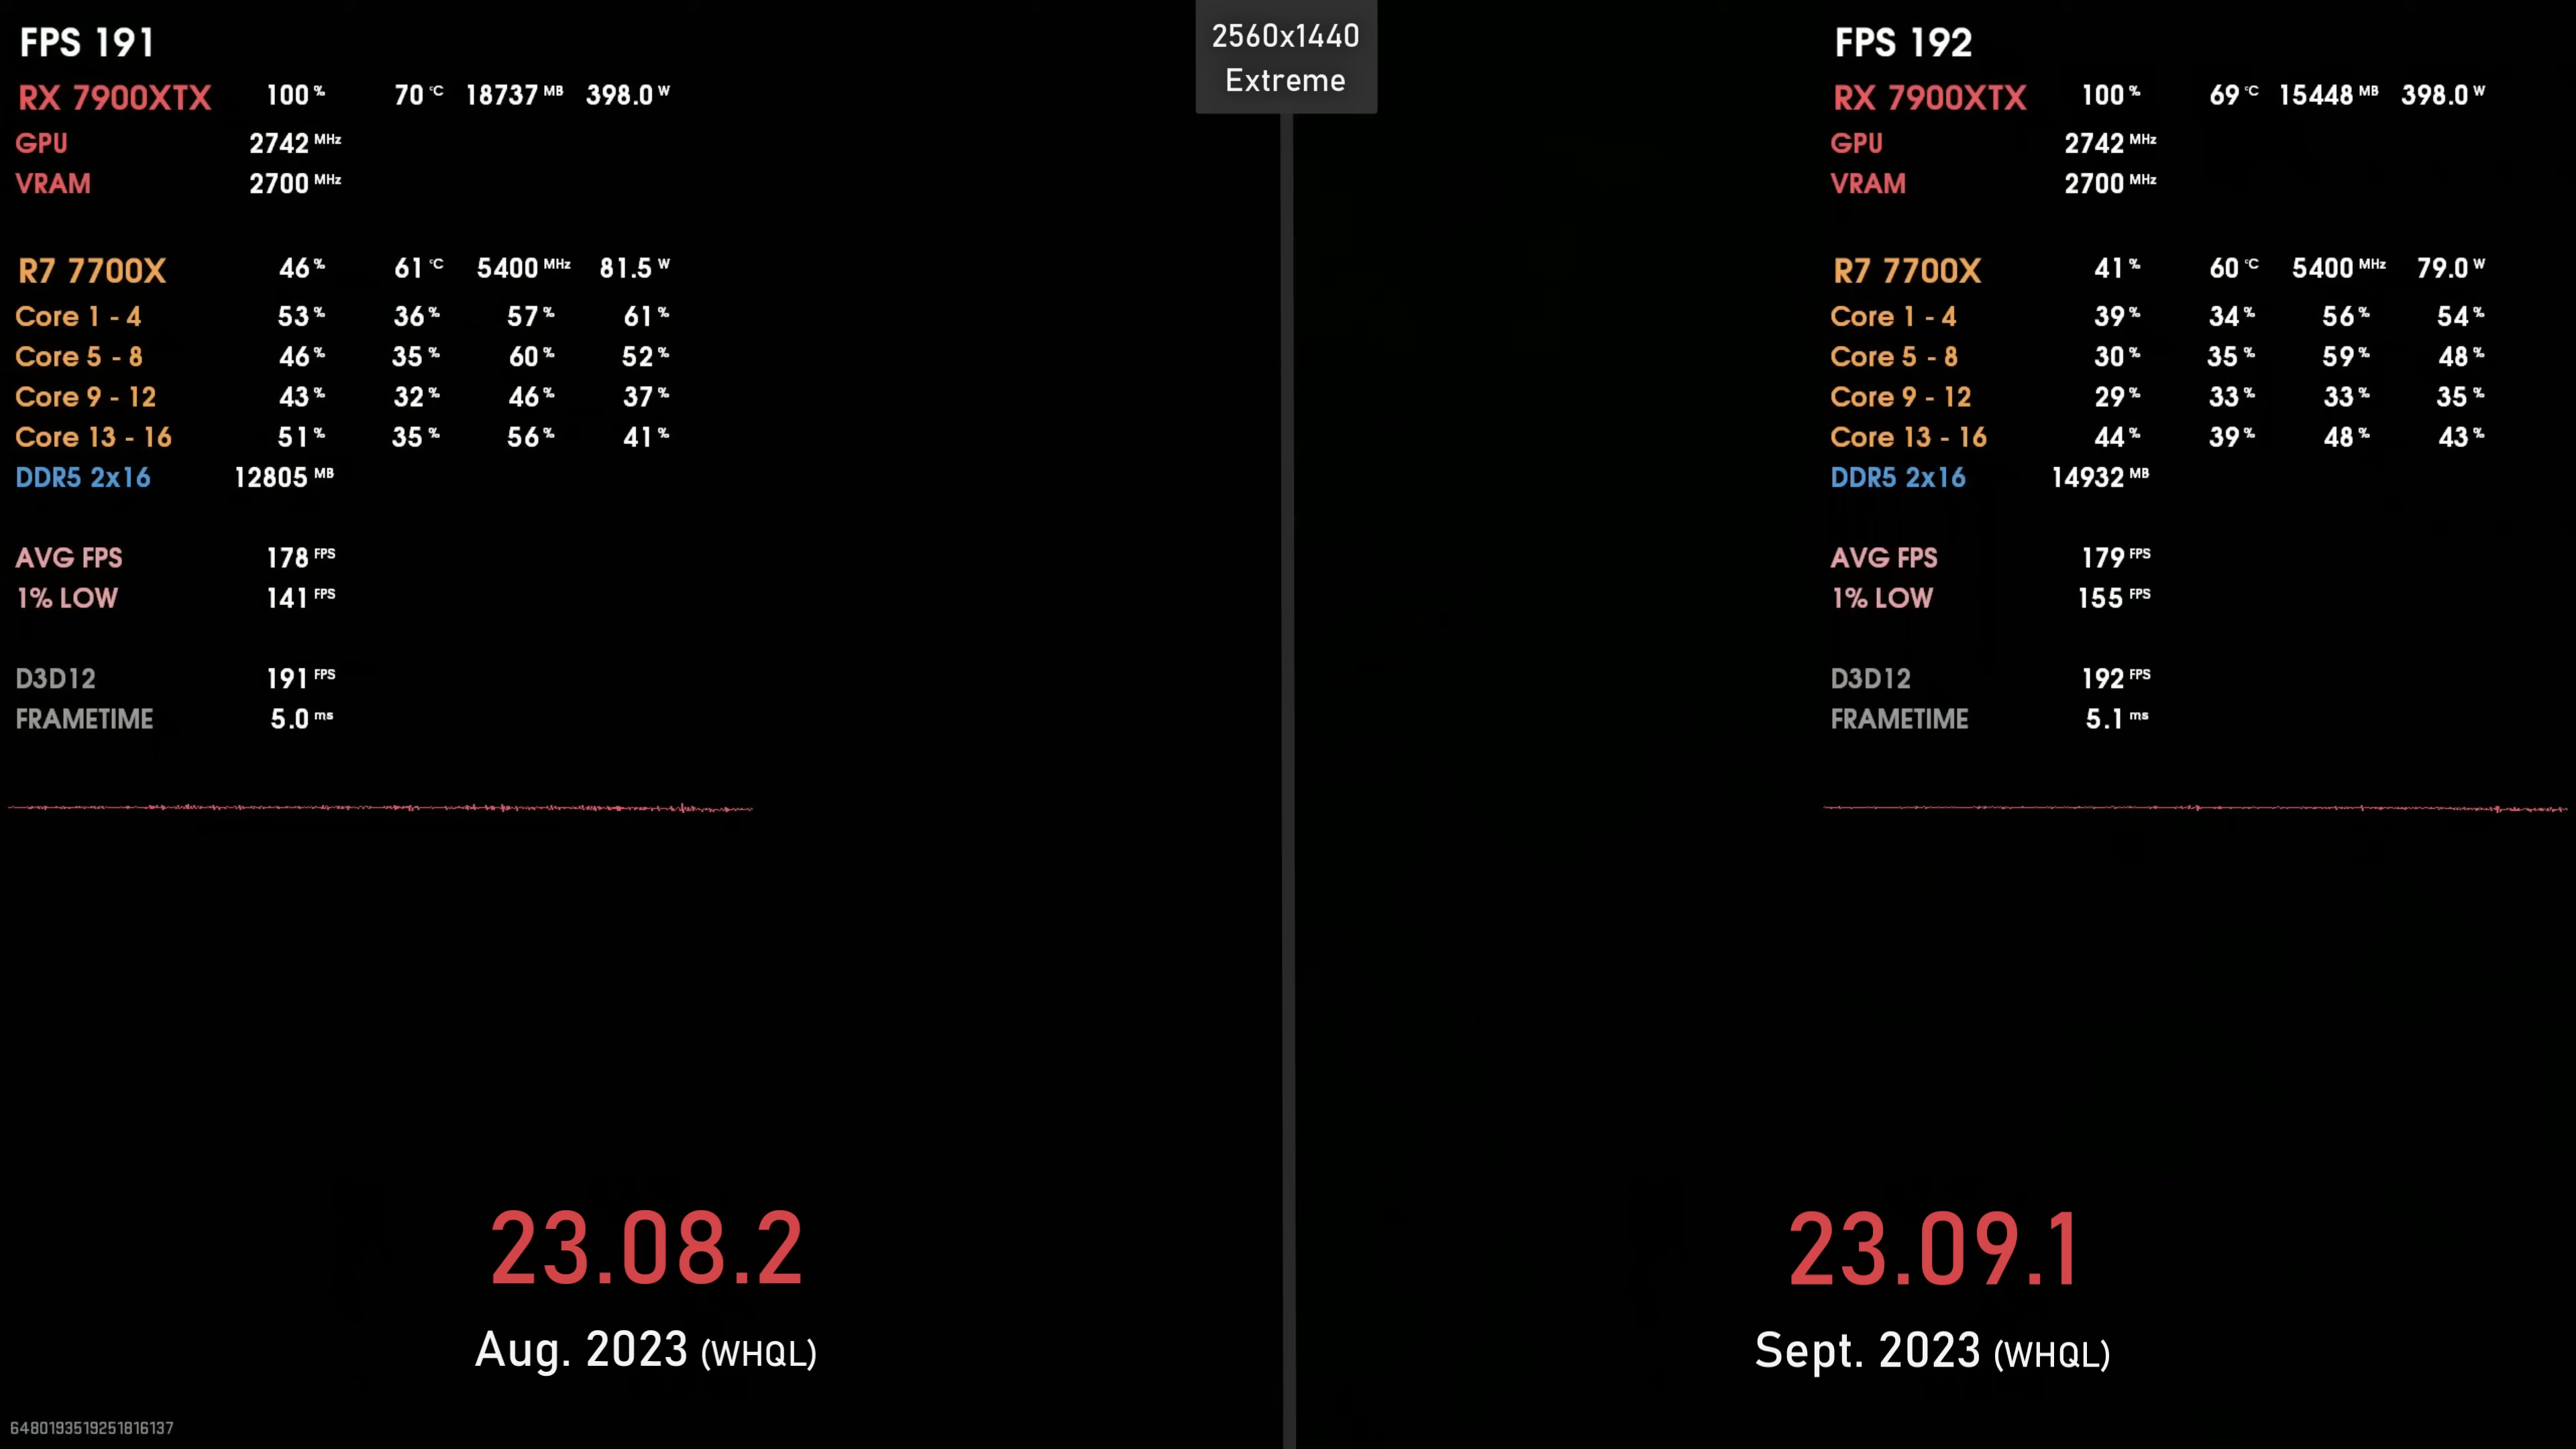 FPS 191
RX 7900XTX 100 % 70 °C 18737 MB 398.0 W
GPU 2742 MHz
VRAM 2700 MHz
R7 7700X 46 % 61 °C 5400 MHz 81.5 W
Core 1 - 4 53 % 36 % 57 % 61 %
Core 5 - 8 46 % 35 % 60 % 52 %
Core 9 - 12 43 % 32 % 46 % 37 %
Core 13 - 16 51 % 35 % 56 % 41 %
DDR5 2x16 12805 MB
AVG FPS 178 FPS
1% LOW 141 FPS
D3D12 191 FPS
FRAMETIME 5.0 ms
23.08.2
Aug. 2023 (WHQL)
6480193519251816137
2560x1440
Extreme
FPS 192
RX 7900XTX 100 % 69 °C 15448 MB 398.0 W
GPU 2742 MHz
VRAM 2700 MHz
R7 7700X 41 % 60 °C 5400 MHz 79.0 W
Core 1 - 4 39 % 34 % 56 % 54 %
Core 5 - 8 30 % 35 % 59 % 48 %
Core 9 - 12 29 % 33 % 33 % 35 %
Core 13 - 16 44 % 39 % 48 % 43 %
DDR5 2x16 14932 MB
AVG FPS 179 FPS
1% LOW 155 FPS
D3D12 192 FPS
FRAMETIME 5.1 ms
23.09.1
Sept. 2023 (WHQL)